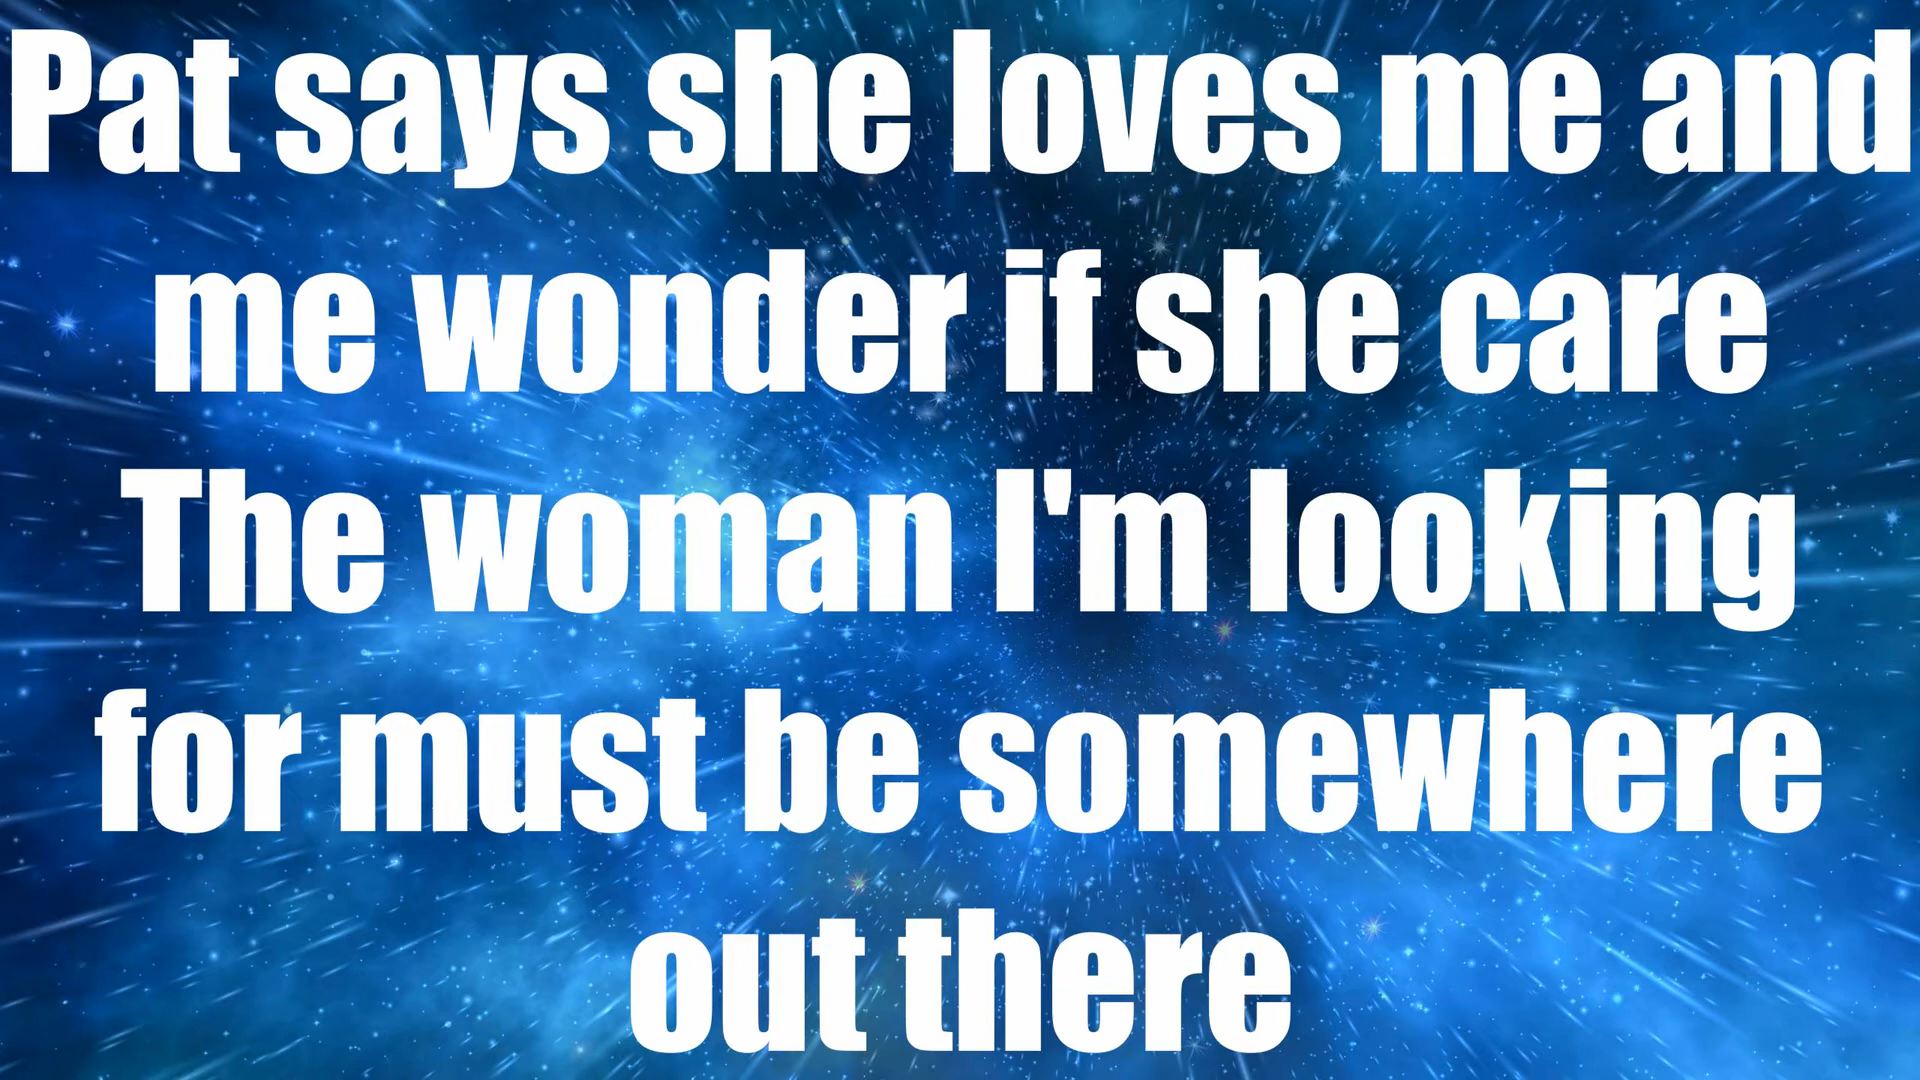 Pat says she loves me and
me wonder if she care
The woman I'm looking
for must be somewhere
out there